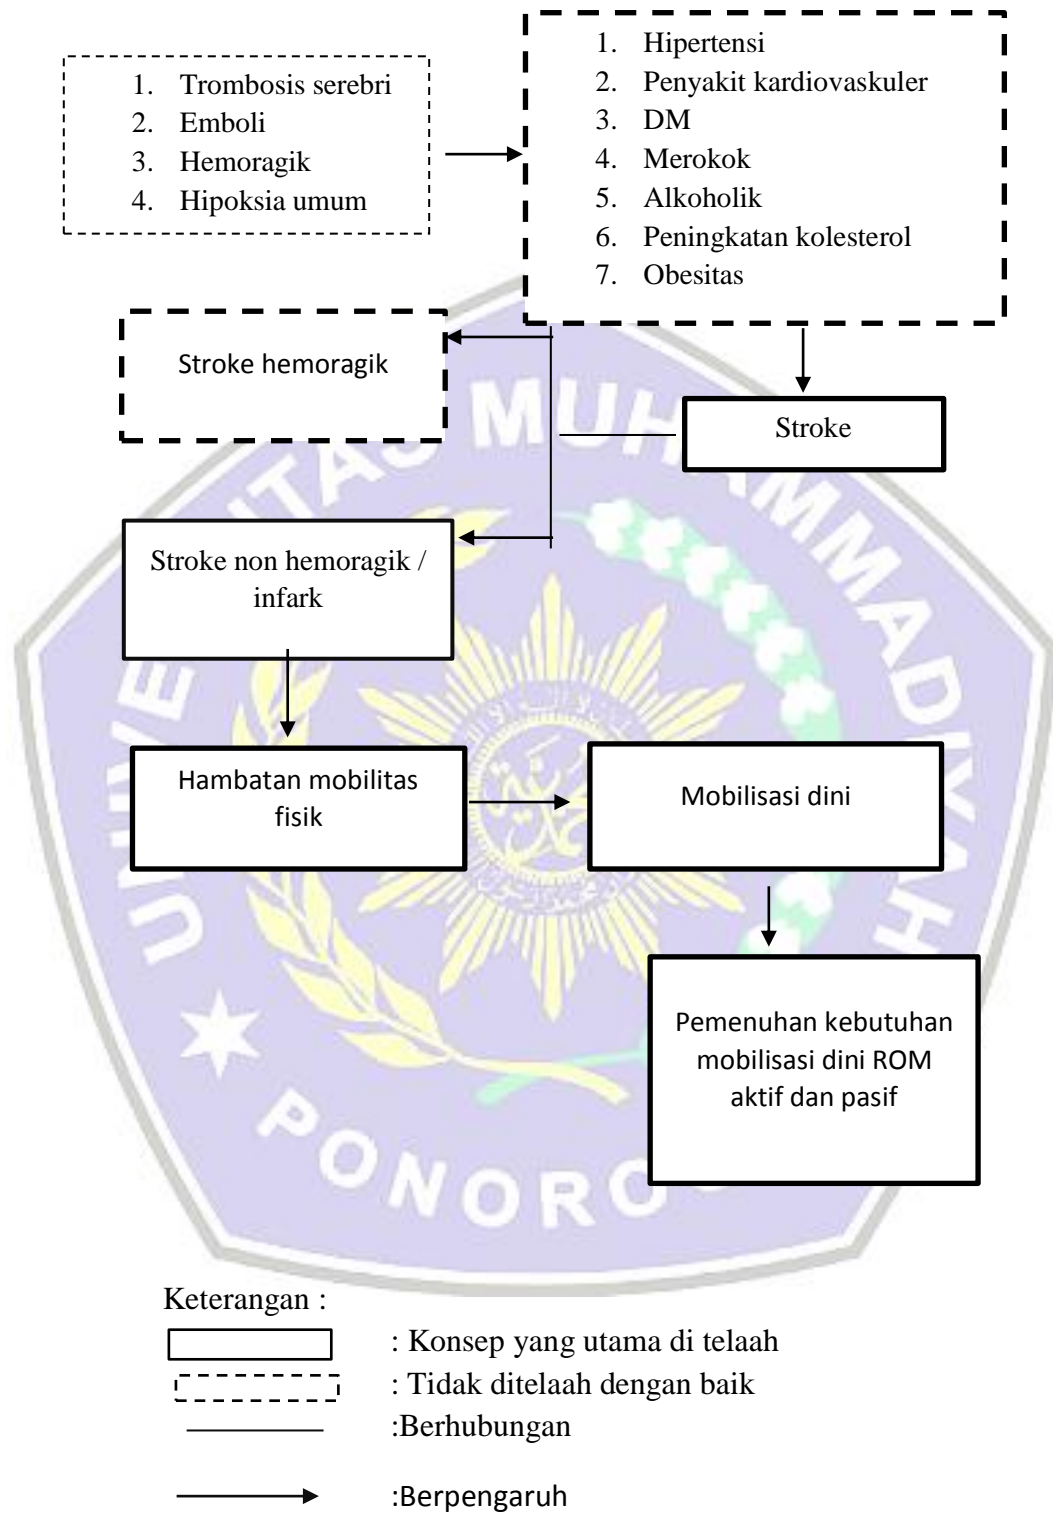 1. Trombosis serebri
2. Emboli
3. Hemoragik
4. Hipoksia umum
1. Hipertensi
2. Penyakit kardiovaskuler
3. DM
4. Merokok
5. Alkoholik
6. Peningkatan kolesterol
7. Obesitas
Stroke hemoragik
Stroke
Stroke non hemoragik /
infark
Hambatan mobilitas
fisik
Mobilisasi dini
Pemenuhan kebutuhan
mobilisasi dini ROM
aktif dan pasif
PONORO
Keterangan :
: Konsep yang utama di telaah
: Tidak ditelaah dengan baik
:Berhubungan
:Berpengaruh